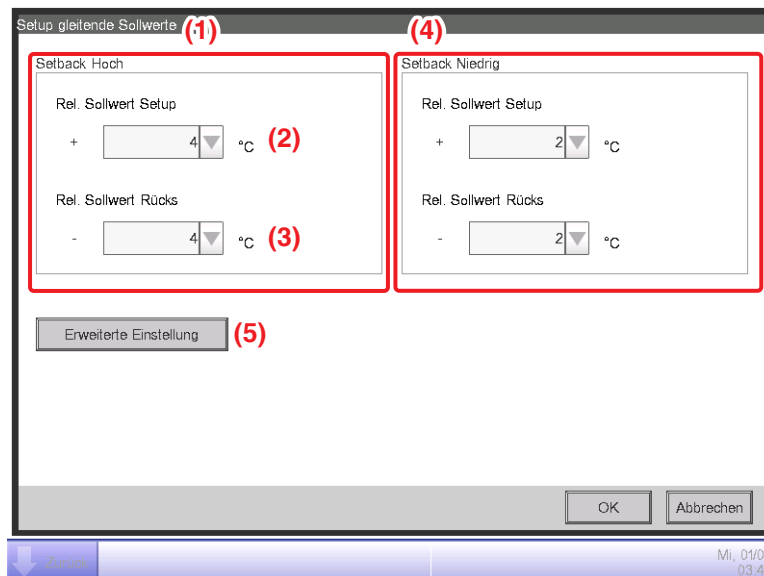 Setup gleitende Sollwerte
(1)
(4)
Setback Hoch
Rel. Sollwert Setup
+ 4 °C (2)
Rel. Sollwert Rücks
- 4 °C (3)
Setback Niedrig
Rel. Sollwert Setup
+ 2 °C
Rel. Sollwert Rücks
- 2 °C
Erweiterte Einstellung (5)
OK
Abbrechen
Zurück
Mi, 01/0
03:4